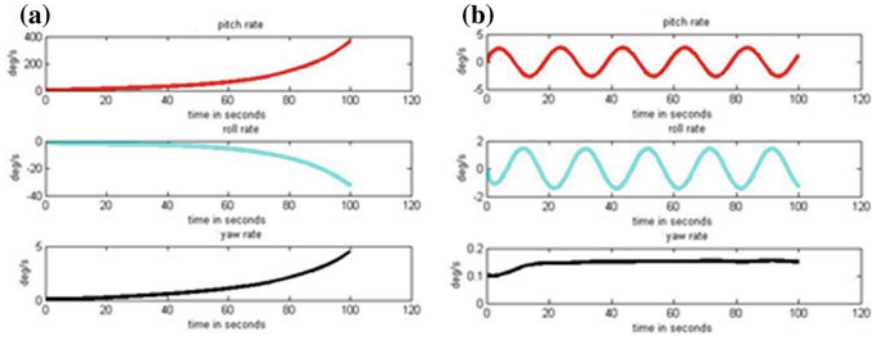 (a)
pitch rate
400
200
0
deg/s
0 20 40 60 80 100 120
time in seconds
roll rate
0
-20
-40
deg/s
0 20 40 60 80 100 120
time in seconds
yaw rate
5
0
deg/s
0 20 40 60 80 100 120
time in seconds
(b)
pitch rate
5
0
-5
deg/s
0 20 40 60 80 100 120
time in seconds
roll rate
2
0
-2
deg/s
0 20 40 60 80 100 120
time in seconds
yaw rate
0.2
0.1
0
deg/s
0 20 40 60 80 100 120
time in seconds